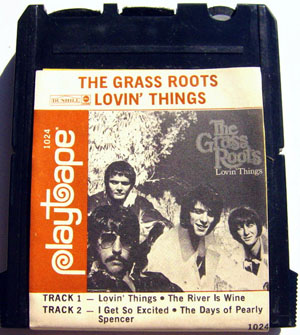 THE GRASS ROOTS
DUNHILL abc LOVIN' THINGS
1024
playtape
The
Grass
Roots
Lovin' Things
TRACK 1 — Lovin' Things • The River Is Wine
TRACK 2 — I Get So Excited • The Days of Pearly
Spencer
1024